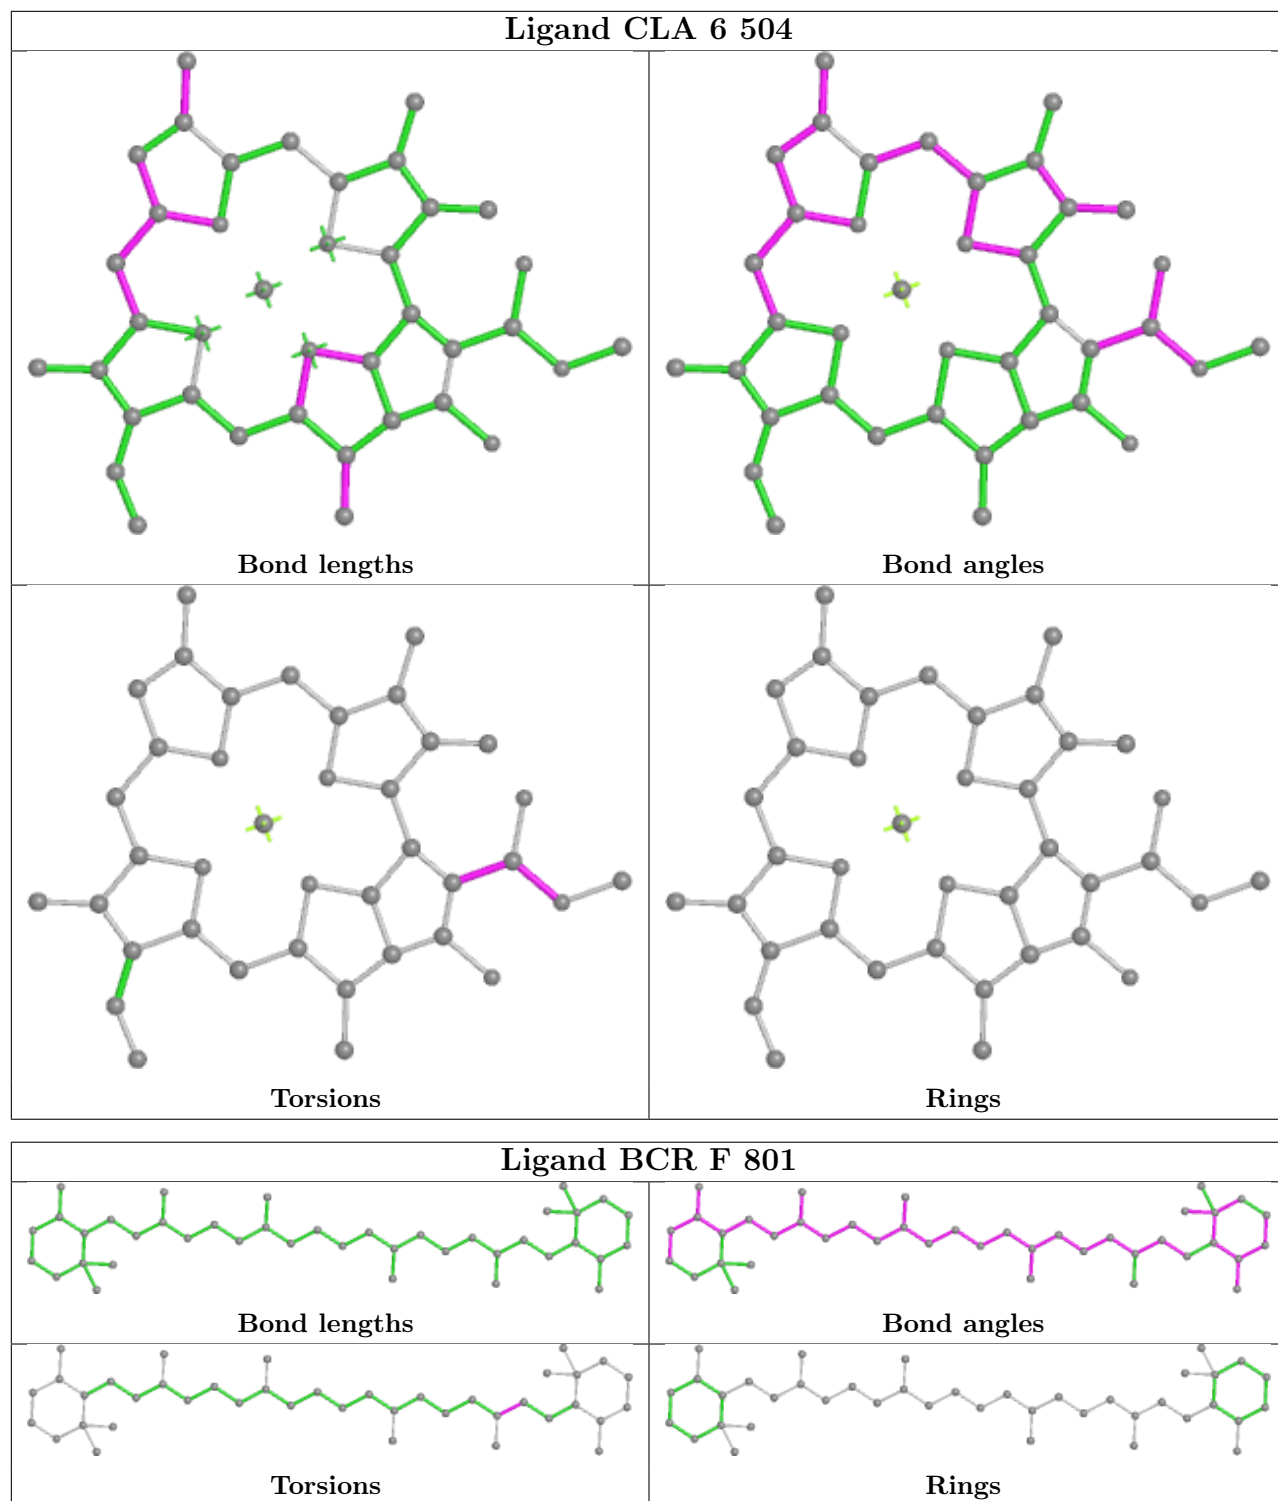 Ligand CLA 6 504
Bond lengths
Bond angles
Torsions
Rings
Ligand BCR F 801
Bond lengths
Bond angles
Torsions
Rings